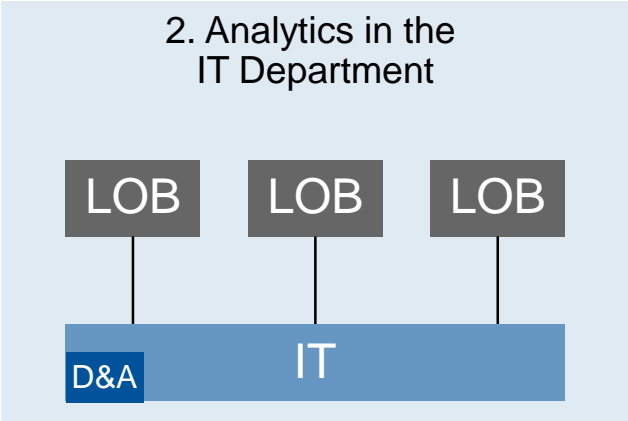 2. Analytics in the
IT Department
LOB LOB LOB
IT
D&A